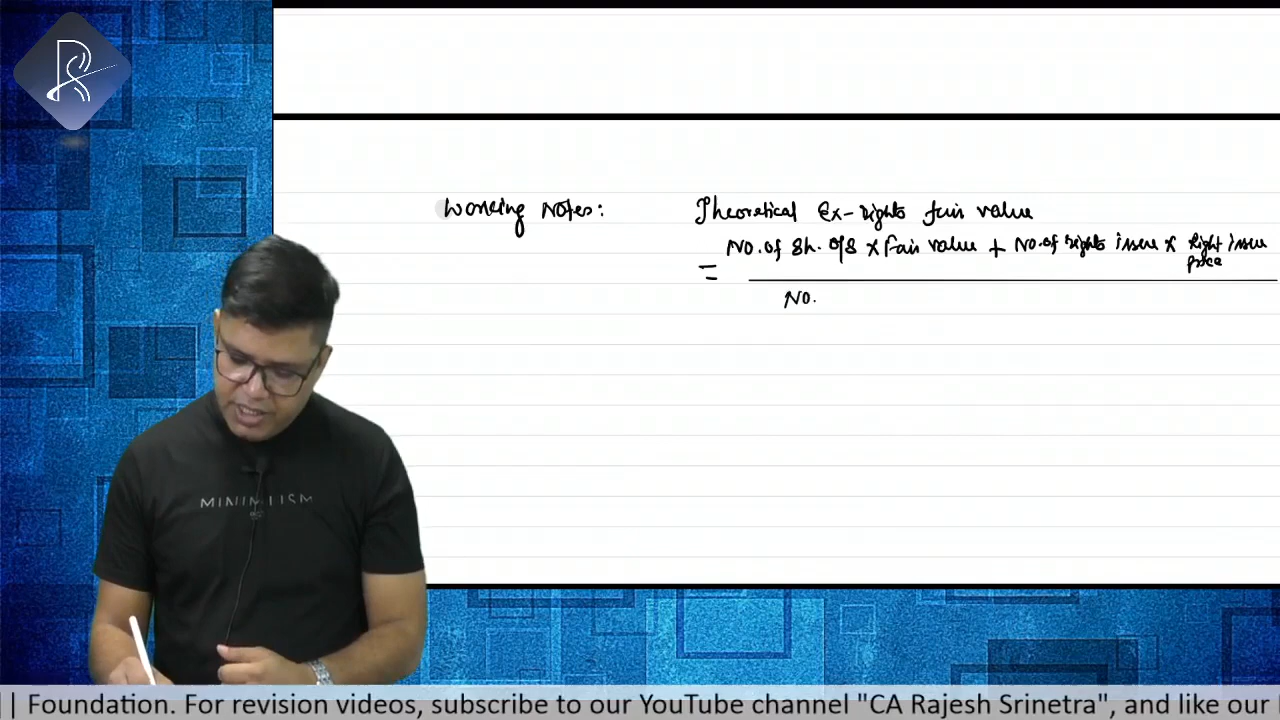 Working Notes:
Theoretical Ex-rights fair value
= No. of Sh. o/s x fair value + No. of rights issue x Right issue price
No.
MINIMLISM
| Foundation. For revision videos, subscribe to our YouTube channel "CA Rajesh Srinetra", and like our